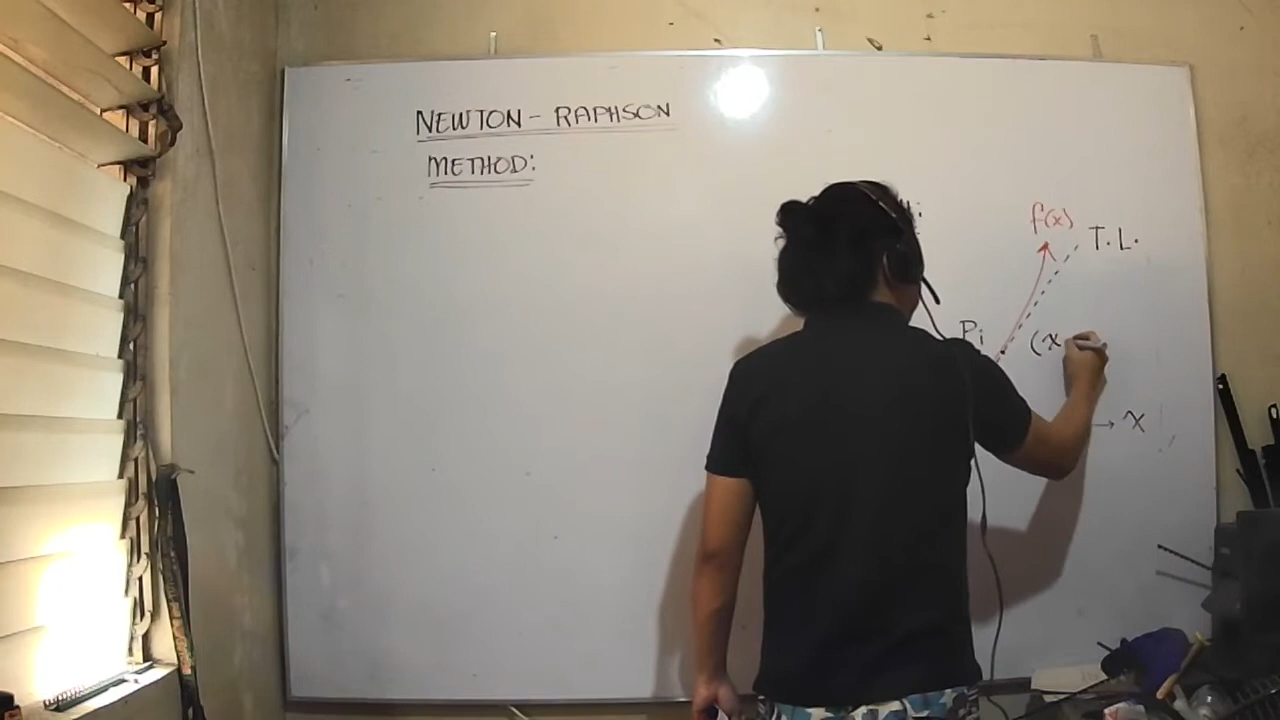 NEWTON - RAPHSON
METHOD:
f(x)
T.L.
Pi
(x
x